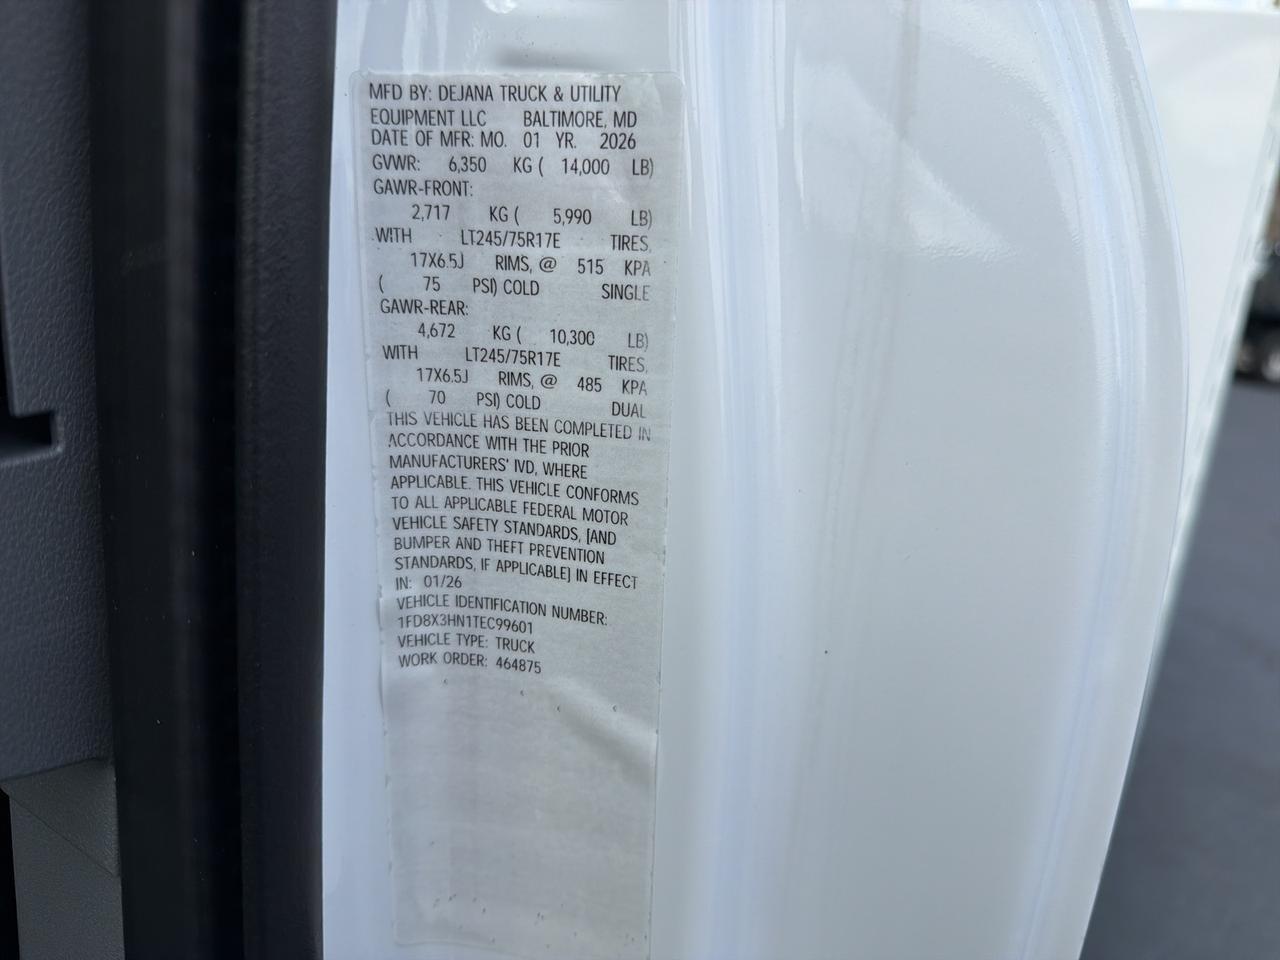 MFD BY: DEJANA TRUCK & UTILITY
EQUIPMENT LLC BALTIMORE, MD
DATE OF MFR: MO. 01 YR. 2026
GVWR: 6,350 KG ( 14,000 LB)
GAWR-FRONT:
2,717 KG ( 5,990 LB)
WITH LT245/75R17E TIRES,
17X6.5J RIMS, @ 515 KPA
( 75 PSI) COLD SINGLE
GAWR-REAR:
4,672 KG ( 10,300 LB)
WITH LT245/75R17E TIRES,
17X6.5J RIMS, @ 485 KPA
( 70 PSI) COLD DUAL
THIS VEHICLE HAS BEEN COMPLETED IN
ACCORDANCE WITH THE PRIOR
MANUFACTURERS' IVD, WHERE
APPLICABLE. THIS VEHICLE CONFORMS
TO ALL APPLICABLE FEDERAL MOTOR
VEHICLE SAFETY STANDARDS, [AND
BUMPER AND THEFT PREVENTION
STANDARDS, IF APPLICABLE] IN EFFECT
IN: 01/26
VEHICLE IDENTIFICATION NUMBER:
1FD8X3HN1TEC99601
VEHICLE TYPE: TRUCK
WORK ORDER: 464875